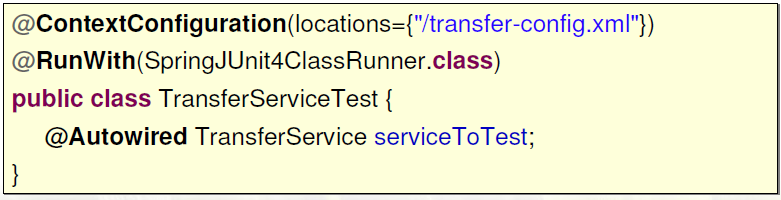 @ContextConfiguration(locations={"/transfer-config.xml"})
@RunWith(SpringJUnit4ClassRunner.class)
public class TransferServiceTest {
@Autowired TransferService serviceToTest;
}